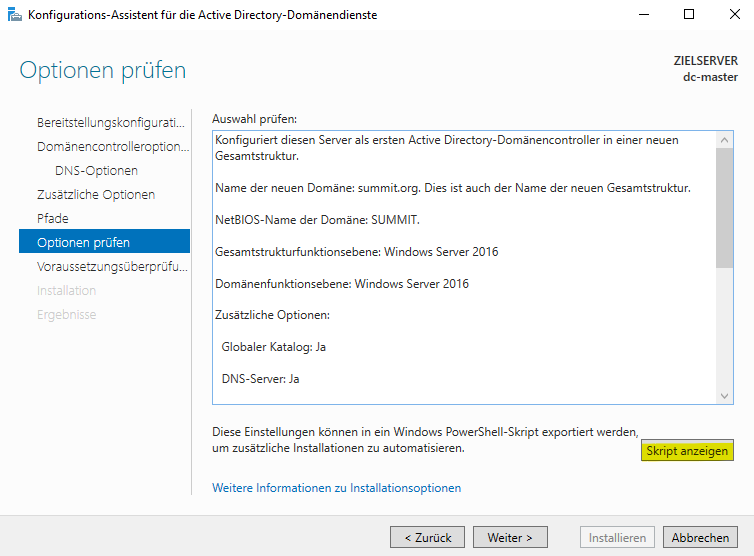 Konfigurations-Assistent für die Active Directory-Domänendienste
Optionen prüfen
ZIELSERVER
dc-master
Bereitstellungskonfigurati...
Domänencontrolleroption...
DNS-Optionen
Zusätzliche Optionen
Pfade
Optionen prüfen
Voraussetzungsüberprüfu...
Installation
Ergebnisse
Auswahl prüfen:
Konfiguriert diesen Server als ersten Active Directory-Domänencontroller in einer neuen
Gesamtstruktur.
Name der neuen Domäne: summit.org. Dies ist auch der Name der neuen Gesamtstruktur.
NetBIOS-Name der Domäne: SUMMIT.
Gesamtstrukturfunktionsebene: Windows Server 2016
Domänenfunktionsebene: Windows Server 2016
Zusätzliche Optionen:
Globaler Katalog: Ja
DNS-Server: Ja
Diese Einstellungen können in ein Windows PowerShell-Skript exportiert werden,
um zusätzliche Installationen zu automatisieren.
Skript anzeigen
Weitere Informationen zu Installationsoptionen
< Zurück
Weiter >
Installieren
Abbrechen